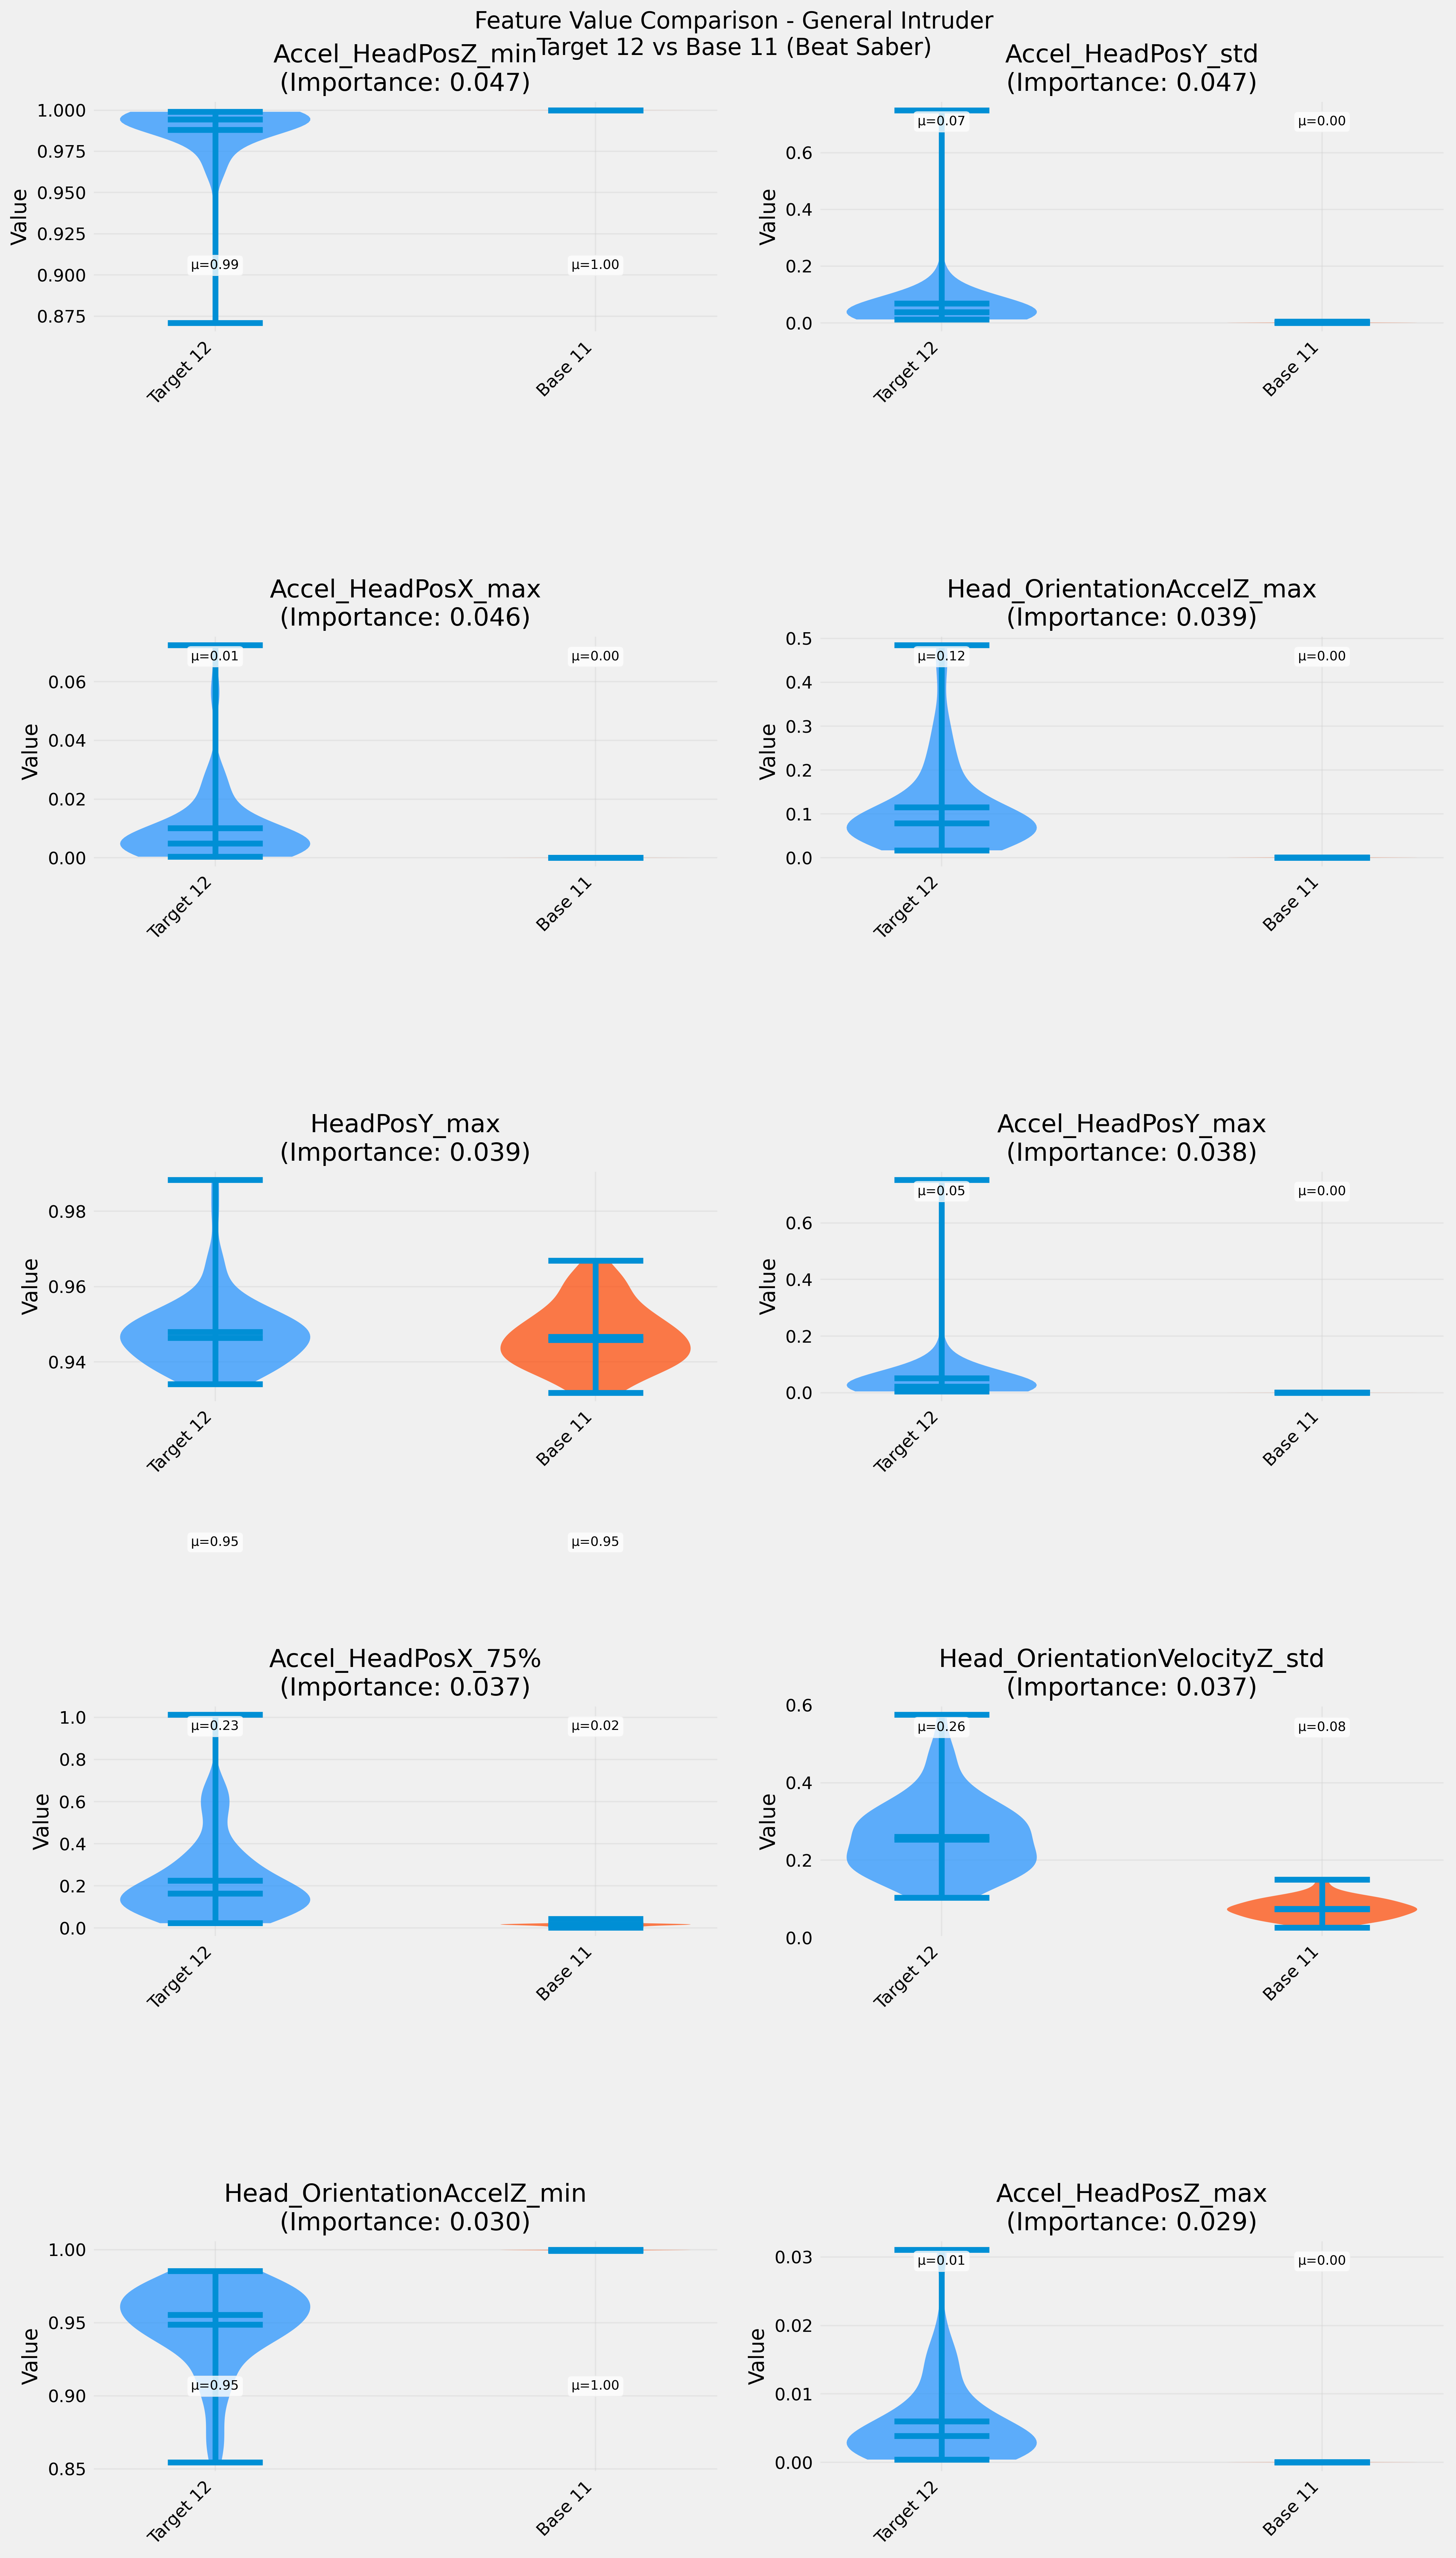 Feature Value Comparison - General Intruder
Target 12 vs Base 11 (Beat Saber)
Accel_HeadPosZ_min
(Importance: 0.047)
1.000
0.975
0.950
0.925
0.900
0.875
Value
μ=0.99
μ=1.00
Target 12
Base 11
Accel_HeadPosY_std
(Importance: 0.047)
0.6
0.4
0.2
0.0
Value
μ=0.07
μ=0.00
Target 12
Base 11
Accel_HeadPosX_max
(Importance: 0.046)
0.06
0.04
0.02
0.00
Value
μ=0.01
μ=0.00
Target 12
Base 11
Head_OrientationAccelZ_max
(Importance: 0.039)
0.5
0.4
0.3
0.2
0.1
0.0
Value
μ=0.12
μ=0.00
Target 12
Base 11
HeadPosY_max
(Importance: 0.039)
0.98
0.96
0.94
Value
Target 12
Base 11
μ=0.95
μ=0.95
Accel_HeadPosY_max
(Importance: 0.038)
0.6
0.4
0.2
0.0
Value
μ=0.05
μ=0.00
Target 12
Base 11
Accel_HeadPosX_75%
(Importance: 0.037)
1.0
0.8
0.6
0.4
0.2
0.0
Value
μ=0.23
μ=0.02
Target 12
Base 11
Head_OrientationVelocityZ_std
(Importance: 0.037)
0.6
0.4
0.2
0.0
Value
μ=0.26
μ=0.08
Target 12
Base 11
Head_OrientationAccelZ_min
(Importance: 0.030)
1.00
0.95
0.90
0.85
Value
μ=0.95
μ=1.00
Target 12
Base 11
Accel_HeadPosZ_max
(Importance: 0.029)
0.03
0.02
0.01
0.00
Value
μ=0.01
μ=0.00
Target 12
Base 11